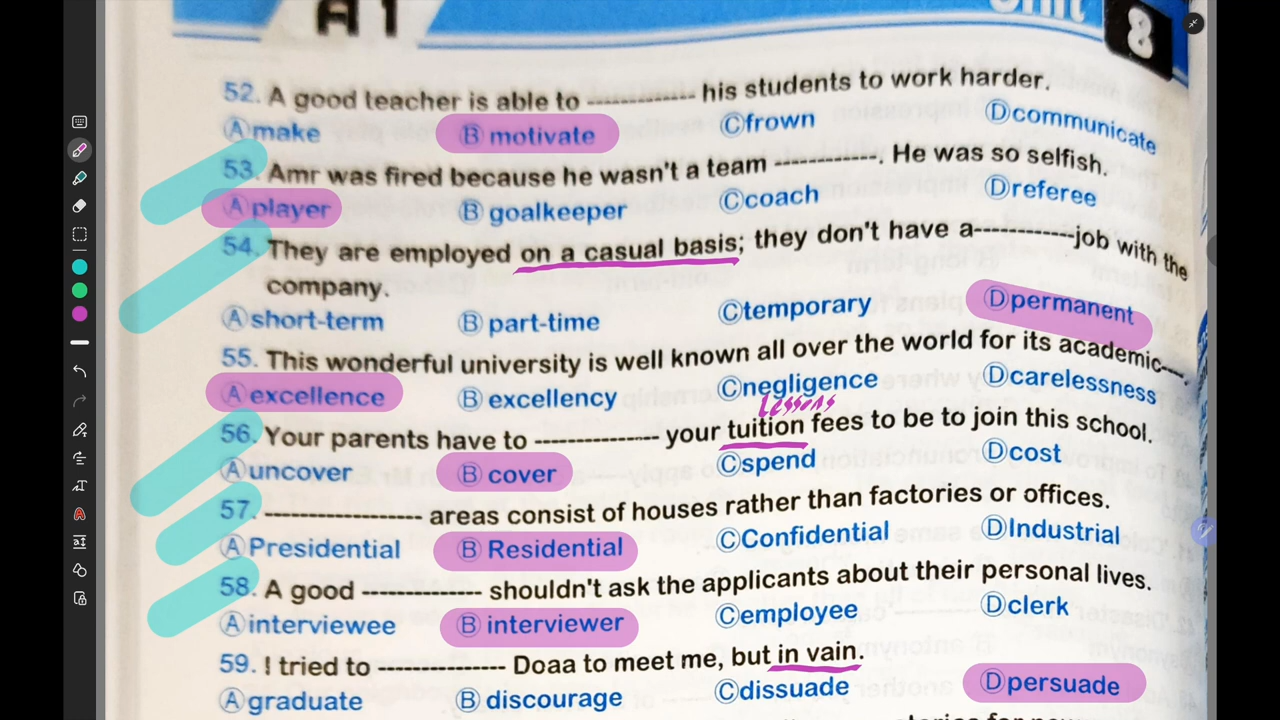 A1 Unit 8
52. A good teacher is able to ------------ his students to work harder.
Ⓐ make Ⓑ motivate Ⓒ frown Ⓓ communicate
53. Amr was fired because he wasn't a team ------------. He was so selfish.
Ⓐ player Ⓑ goalkeeper Ⓒ coach Ⓓ referee
54. They are employed on a casual basis; they don't have a------------job with the
company.
Ⓐ short-term Ⓑ part-time Ⓒ temporary Ⓓ permanent
55. This wonderful university is well known all over the world for its academic----
Ⓐ excellence Ⓑ excellency Ⓒ negligence Ⓓ carelessness
Lessons
56. Your parents have to -------------- your tuition fees to be to join this school.
Ⓐ uncover Ⓑ cover Ⓒ spend Ⓓ cost
57. ------------------ areas consist of houses rather than factories or offices.
Ⓐ Presidential Ⓑ Residential Ⓒ Confidential Ⓓ Industrial
58. A good -------------- shouldn't ask the applicants about their personal lives.
Ⓐ interviewee Ⓑ interviewer Ⓒ employee Ⓓ clerk
59. I tried to --------------- Doaa to meet me, but in vain.
Ⓐ graduate Ⓑ discourage Ⓒ dissuade Ⓓ persuade